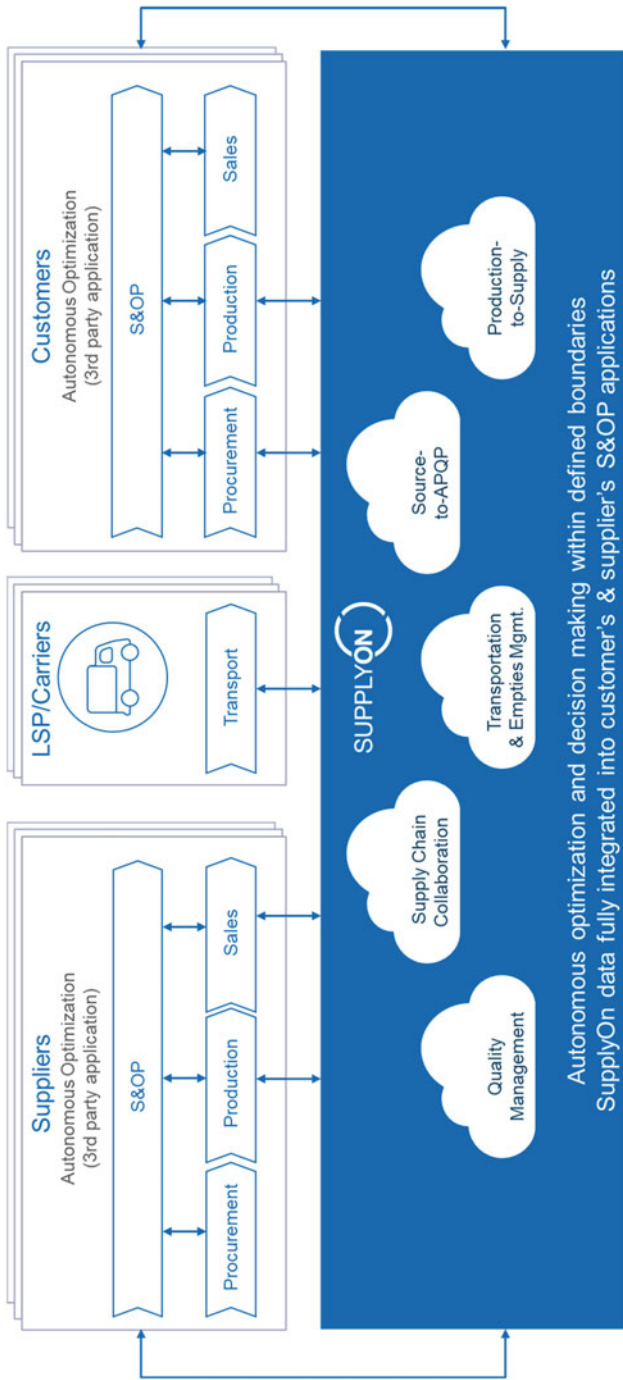 Suppliers
Autonomous Optimization
(3rd party application)
S&OP
Procurement
Production
Sales
LSP/Carriers
Transport
Customers
Autonomous Optimization
(3rd party application)
S&OP
Procurement
Production
Sales
SUPPLYON
Quality
Management
Supply Chain
Collaboration
Transportation
& Empties Mgmt.
Source-
to-APQP
Production-
to-Supply
Autonomous optimization and decision making within defined boundaries
SupplyOn data fully integrated into customer's & supplier's S&OP applications